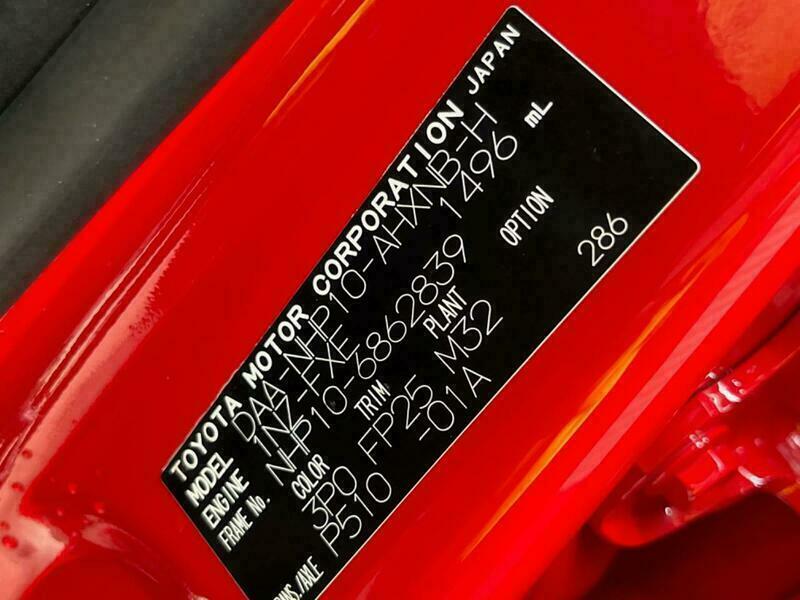 TOYOTA MOTOR CORPORATION JAPAN
MODEL DAA-NHP10-AHXNB-H
ENGINE 1NZ-FXE 1496 mL
FRAME No. NHP10-6862839
COLOR TRIM PLANT OPTION
3P0 FP25 M32 286
P510 -01A